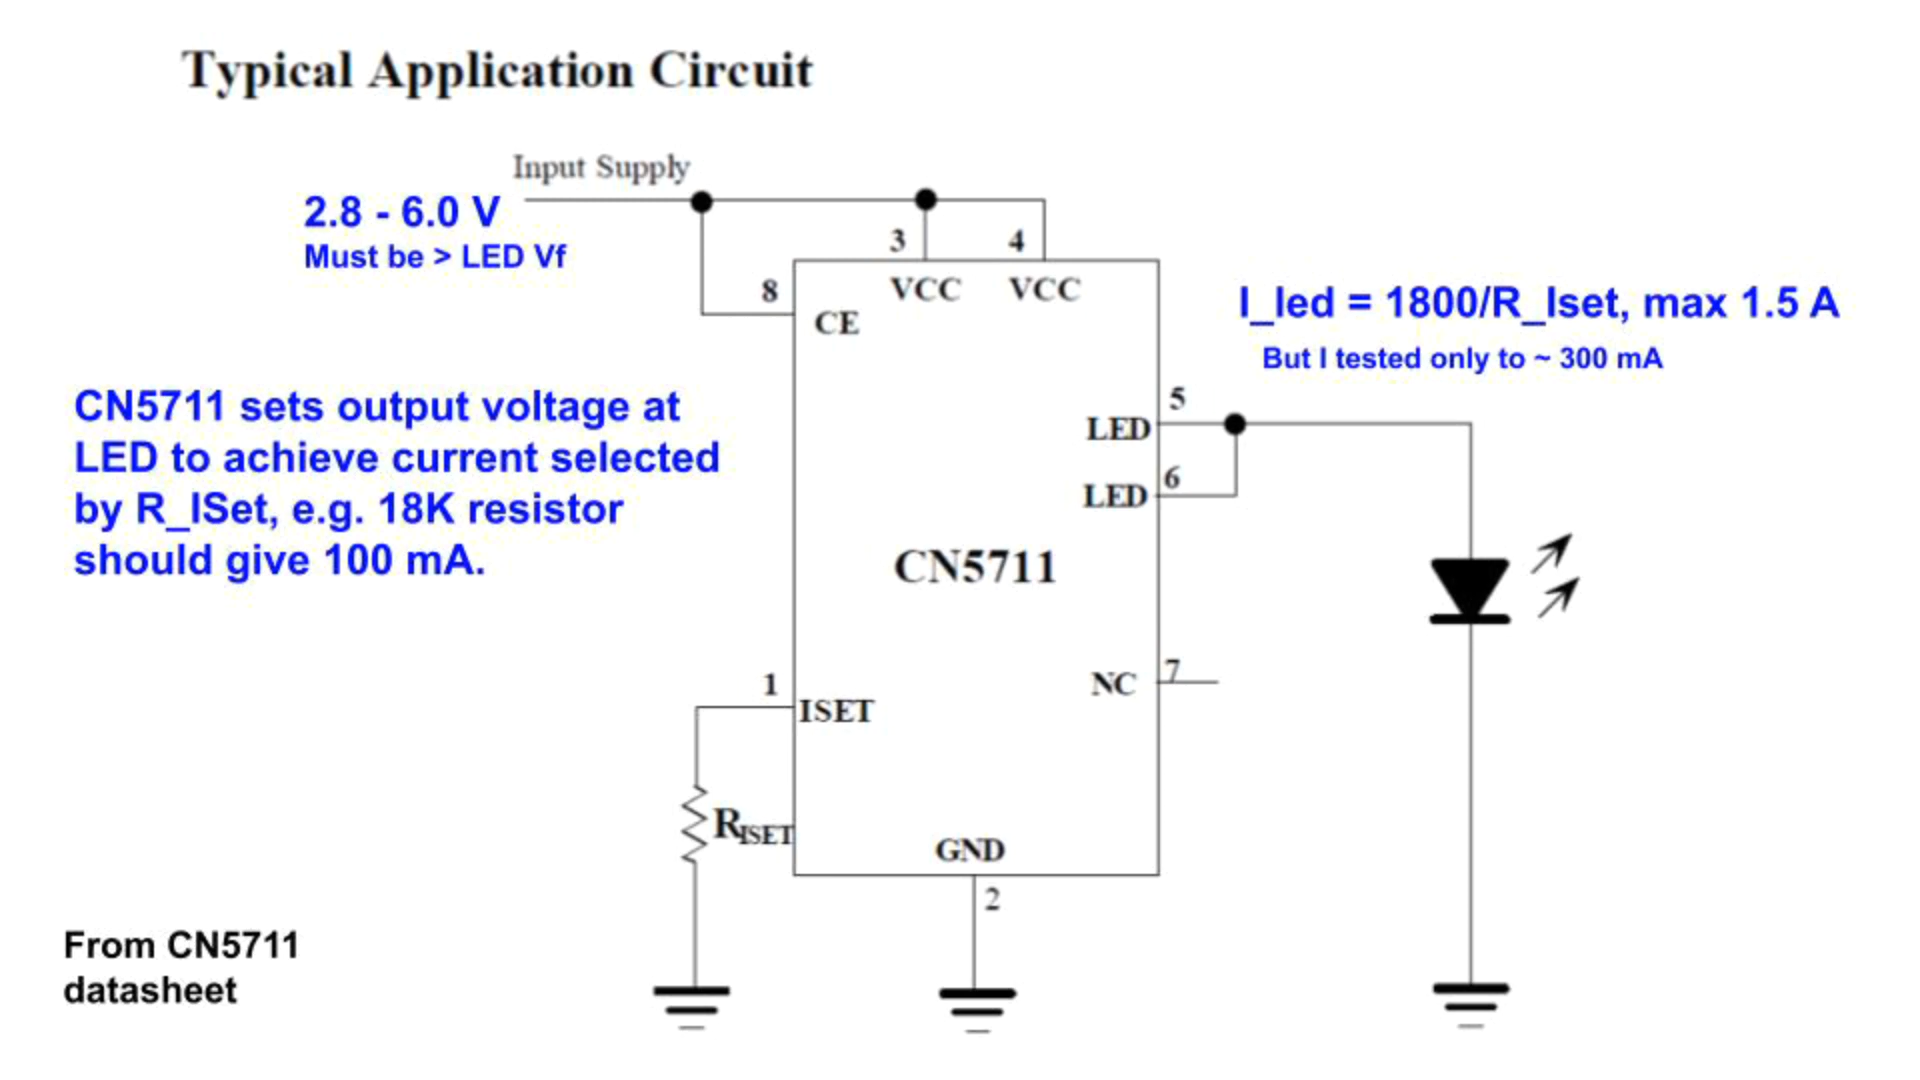 Typical Application Circuit
Input Supply
2.8 - 6.0 V
Must be > LED Vf
3
4
8
VCC
VCC
CE
I_led = 1800/R_Iset, max 1.5 A
But I tested only to ~ 300 mA
CN5711 sets output voltage at
LED to achieve current selected
by R_ISet, e.g. 18K resistor
should give 100 mA.
5
LED
6
LED
CN5711
1
ISET
7
NC
RISET
GND
2
From CN5711
datasheet